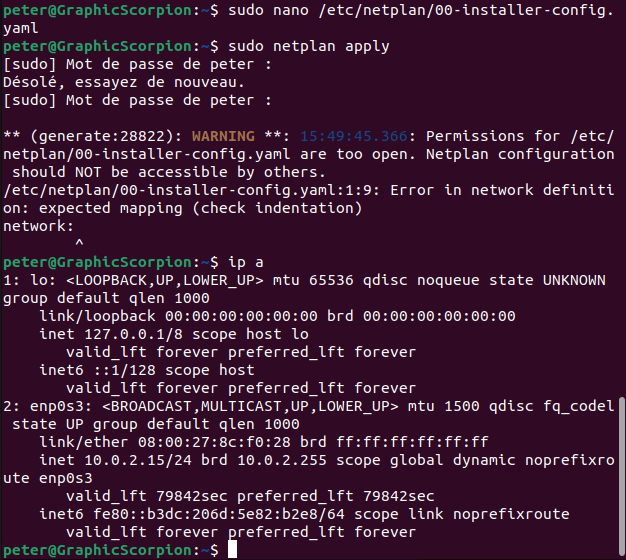 peter@GraphicScorpion:~$ sudo nano /etc/netplan/00-installer-config.
yaml
peter@GraphicScorpion:~$ sudo netplan apply
[sudo] Mot de passe de peter :
Désolé, essayez de nouveau.
[sudo] Mot de passe de peter :
** (generate:28822): WARNING **: 15:49:45.366: Permissions for /etc/
netplan/00-installer-config.yaml are too open. Netplan configuration
 should NOT be accessible by others.
/etc/netplan/00-installer-config.yaml:1:9: Error in network definiti
on: expected mapping (check indentation)
network:
        ^
peter@GraphicScorpion:~$ ip a
1: lo: <LOOPBACK,UP,LOWER_UP> mtu 65536 qdisc noqueue state UNKNOWN
group default qlen 1000
    link/loopback 00:00:00:00:00:00 brd 00:00:00:00:00:00
    inet 127.0.0.1/8 scope host lo
       valid_lft forever preferred_lft forever
    inet6 ::1/128 scope host
       valid_lft forever preferred_lft forever
2: enp0s3: <BROADCAST,MULTICAST,UP,LOWER_UP> mtu 1500 qdisc fq_codel
 state UP group default qlen 1000
    link/ether 08:00:27:8c:f0:28 brd ff:ff:ff:ff:ff:ff
    inet 10.0.2.15/24 brd 10.0.2.255 scope global dynamic noprefixro
ute enp0s3
       valid_lft 79842sec preferred_lft 79842sec
    inet6 fe80::b3dc:206d:5e82:b2e8/64 scope link noprefixroute
       valid_lft forever preferred_lft forever
peter@GraphicScorpion:~$